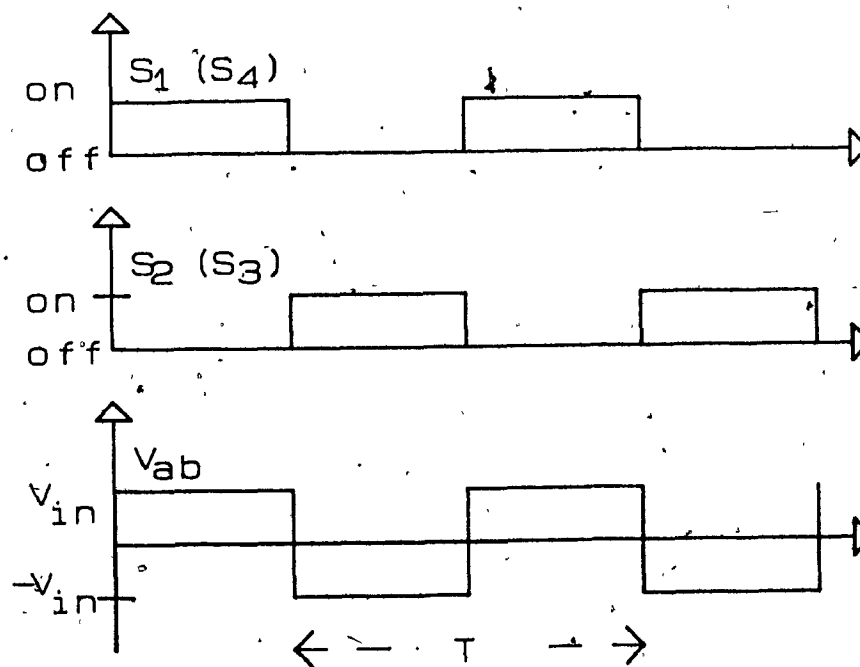 S1 (S4)
on
off
S2 (S3)
on
off
Vab
Vin
-Vin
T